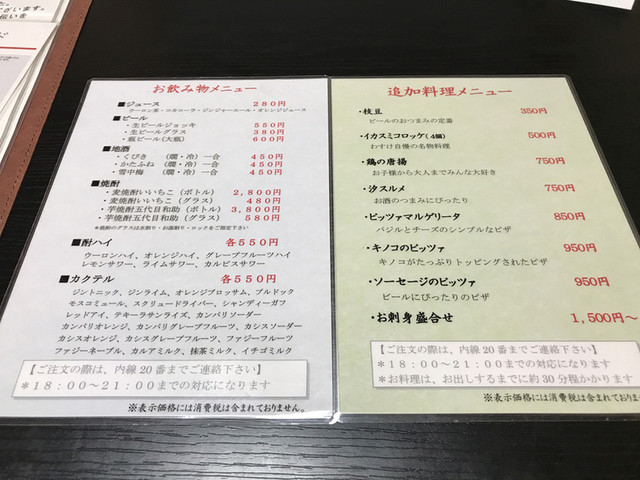 お飲み物メニュー
■ジュース 280円
ウーロン茶・コカコーラ・ジンジャーエール・オレンジジュース
■ビール
・生ビールジョッキ 550円
・生ビールグラス 380円
・瓶ビール(大瓶) 600円
■地酒
・くびき (燗・冷) 一合 450円
・かたふね (燗・冷) 一合 450円
・雪中梅 (燗・冷) 一合 450円
■焼酎
・麦焼酎いいちこ (ボトル) 2,800円
・麦焼酎いいちこ (グラス) 480円
・芋焼酎五代目和助 (ボトル) 3,800円
・芋焼酎五代目和助 (グラス) 580円
*焼酎のグラスは水割り・お湯割り・ロックをご指定下さい
■酎ハイ 各550円
ウーロンハイ、オレンジハイ、グレープフルーツハイ
レモンサワー、ライムサワー、カルピスサワー
■カクテル 各550円
ジントニック、ジンライム、オレンジブロッサム、ブルドック
モスコミュール、スクリュードライバー、シャンディーガフ
レッドアイ、テキーラサンライズ、カンパリソーダー
カンパリオレンジ、カンパリグレープフルーツ、カシスソーダー
カシスオレンジ、カシスグレープフルーツ、ファジーフルーツ
ファジーネーブル、カルアミルク、抹茶ミルク、イチゴミルク
【ご注文の際は、内線20番までご連絡下さい】
*18:00~21:00までの対応になります
※表示価格には消費税は含まれておりません。
追加料理メニュー
・枝豆 350円
ビールのおつまみの定番
・イカスミコロッケ(4個) 500円
わすけ自慢の名物料理
・鶏の唐揚 750円
お子様から大人までみんな大好き
・汐スルメ 750円
お酒のつまみにぴったり
・ピッツァマルゲリータ 850円
バジルとチーズのシンプルなピザ
・キノコのピッツァ 950円
キノコがたっぷりトッピングされたピザ
・ソーセージのピッツァ 950円
ビールにぴったりのピザ
・お刺身盛合せ 1,500円~
【ご注文の際は、内線20番までご連絡下さい】
*18:00~21:00までの対応になります
*お料理は、お出しするまでに約30分程かかります
※表示価格には消費税は含まれておりません。